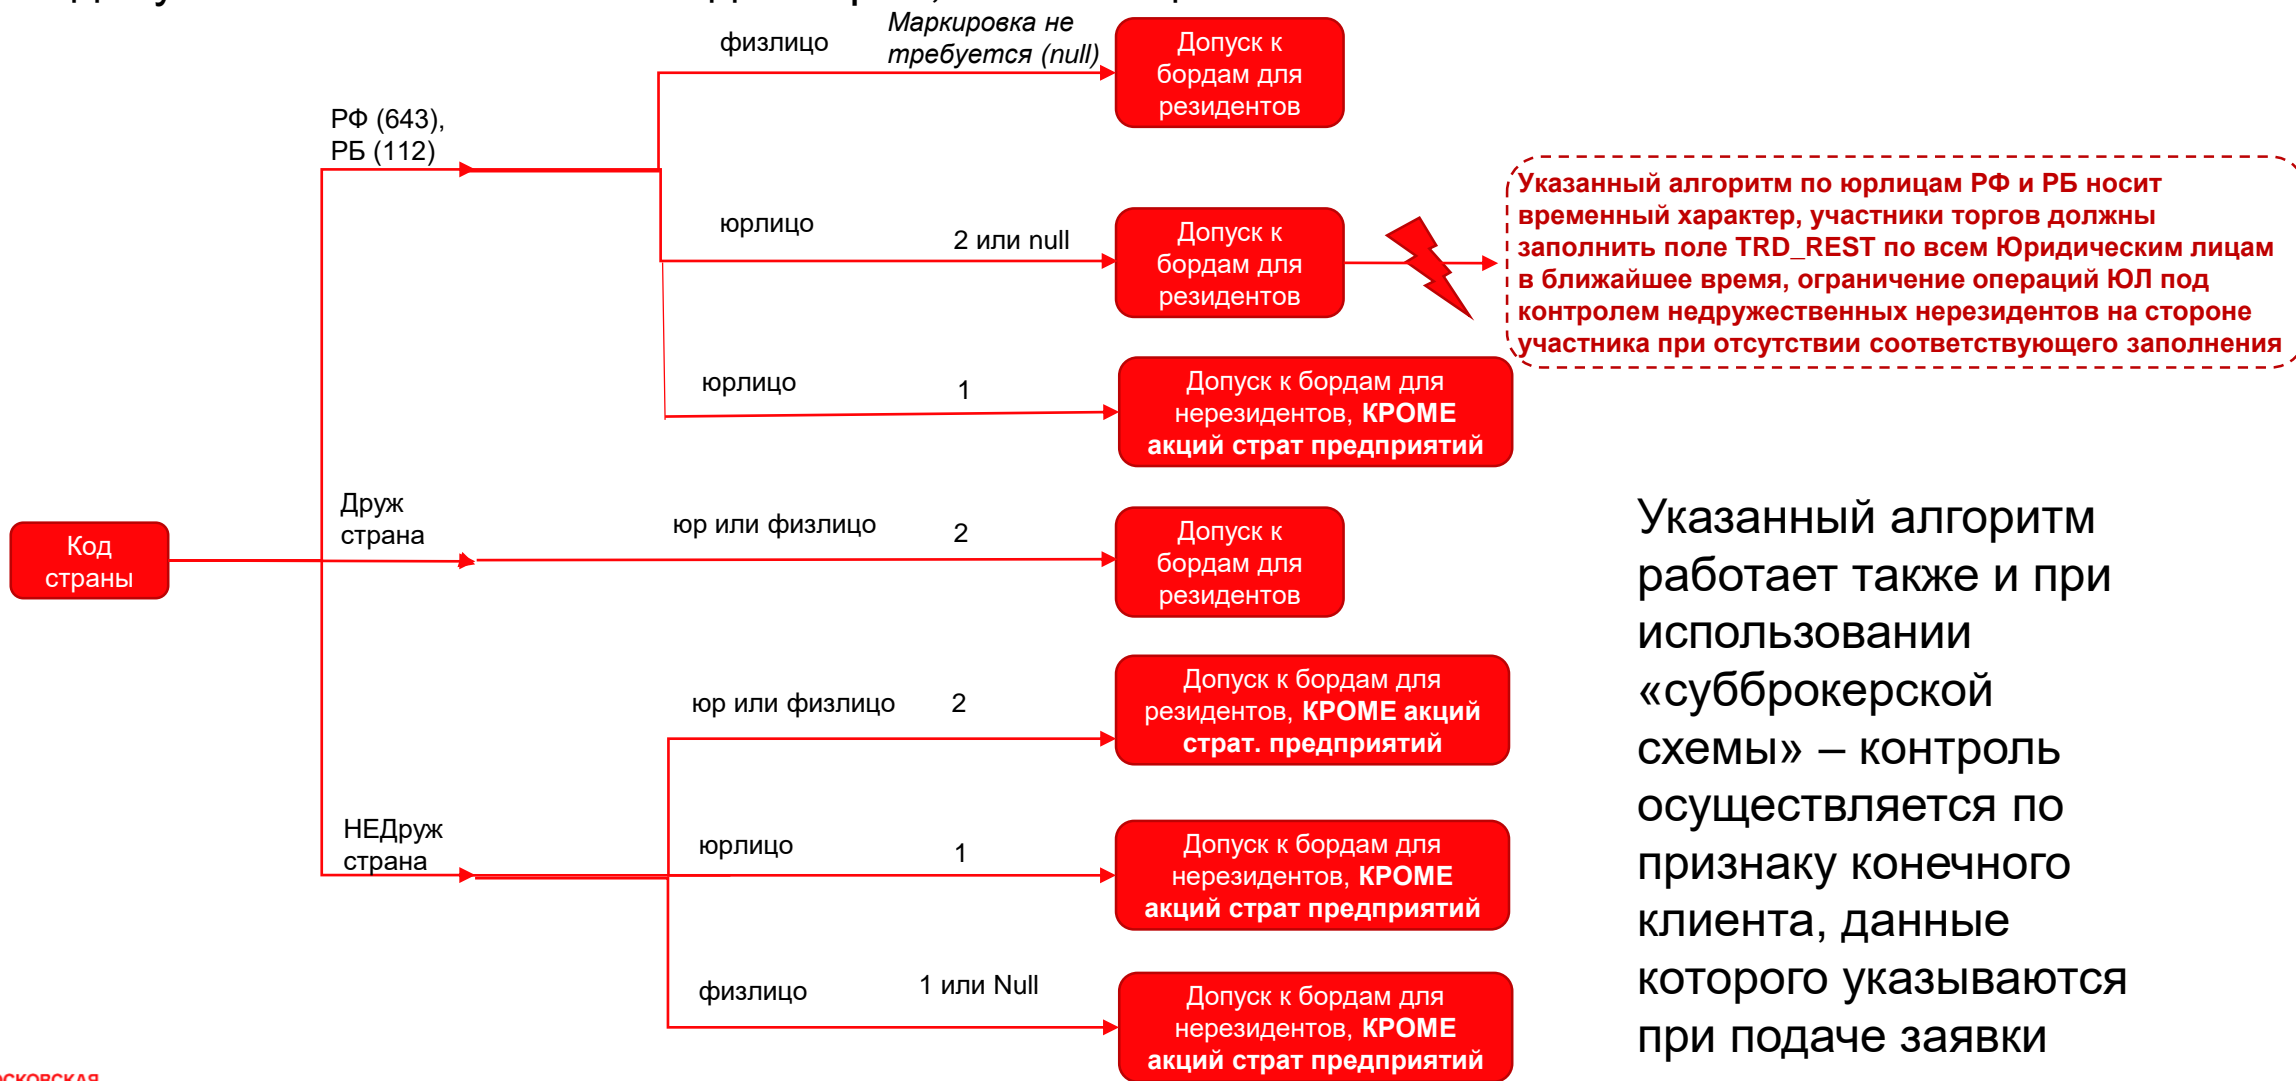 Маркировка не
требуется (null)
физлицо
Допуск к
бордам для
резидентов
РФ (643),
РБ (112)
юрлицо
2 или null
Допуск к
бордам для
резидентов
Указанный алгоритм по юрлицам РФ и РБ носит
временный характер, участники торгов должны
заполнить поле TRD_REST по всем Юридическим лицам
в ближайшее время, ограничение операций ЮЛ под
контролем недружественных нерезидентов на стороне
участника при отсутствии соответствующего заполнения
юрлицо
1
Допуск к бордам для
нерезидентов, КРОМЕ
акций страт предприятий
Код
страны
Друж
страна
юр или физлицо
2
Допуск к
бордам для
резидентов
юр или физлицо
2
Допуск к бордам для
резидентов, КРОМЕ акций
страт. предприятий
НЕДруж
страна
юрлицо
1
Допуск к бордам для
нерезидентов, КРОМЕ
акций страт предприятий
физлицо
1 или Null
Допуск к бордам для
нерезидентов, КРОМЕ
акций страт предприятий
Указанный алгоритм
работает также и при
использовании
«субброкерской
схемы» – контроль
осуществляется по
признаку конечного
клиента, данные
которого указываются
при подаче заявки